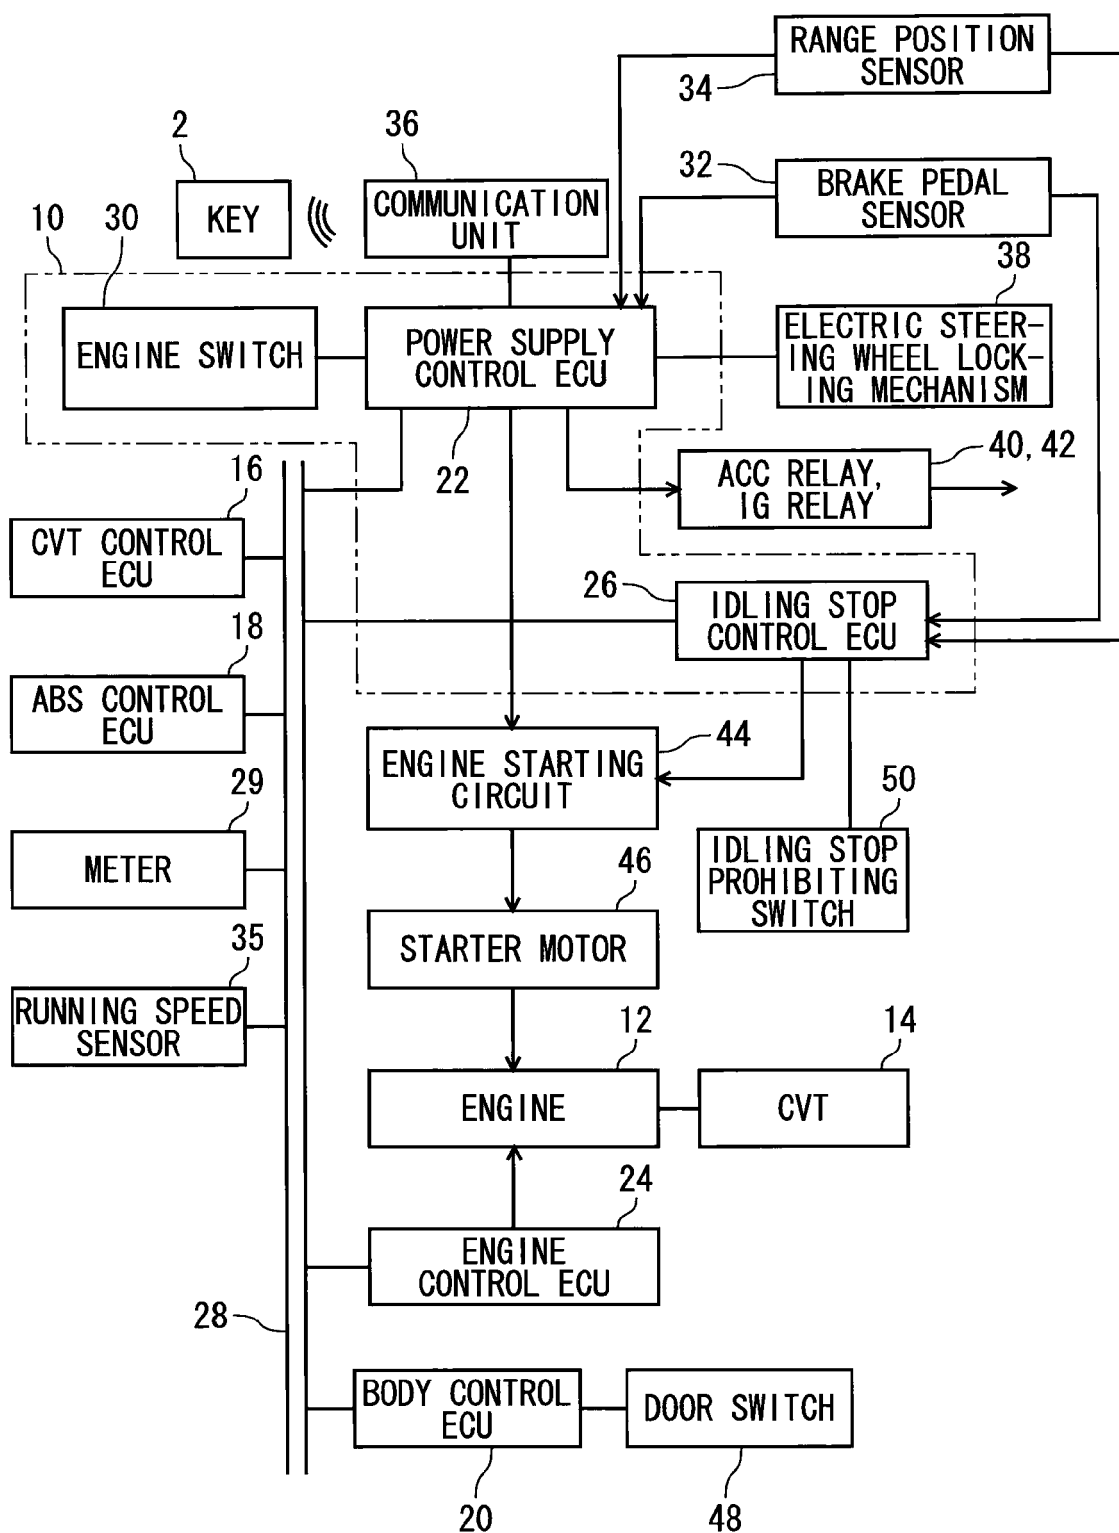 RANGE POSITION
SENSOR
34
36
2
32
BRAKE PEDAL
SENSOR
KEY
COMMUNICATION
UNIT
10
30
38
ENGINE SWITCH
POWER SUPPLY
CONTROL ECU
ELECTRIC STEER-
ING WHEEL LOCK-
ING MECHANISM
22
40, 42
ACC RELAY,
IG RELAY
16
CVT CONTROL
ECU
26
IDLING STOP
CONTROL ECU
18
ABS CONTROL
ECU
44
ENGINE STARTING
CIRCUIT
29
METER
50
IDLING STOP
PROHIBITING
SWITCH
46
STARTER MOTOR
35
RUNNING SPEED
SENSOR
12
14
ENGINE
CVT
24
ENGINE
CONTROL ECU
28
BODY CONTROL
ECU
DOOR SWITCH
20
48